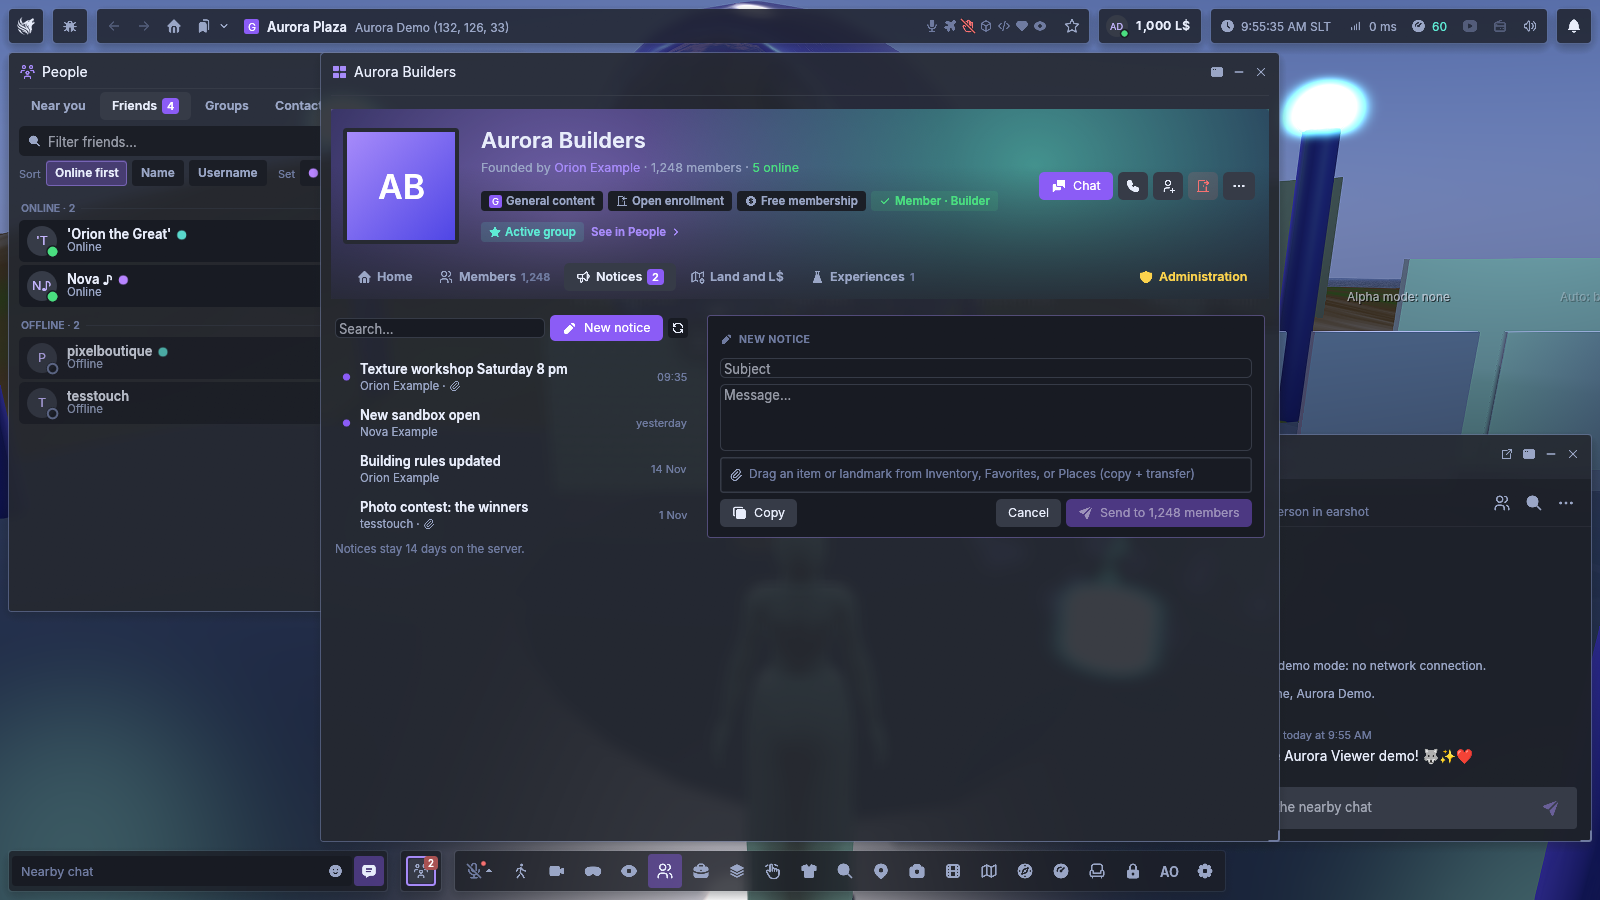 Aurora Plaza
Aurora Demo (132, 126, 33)
AD
1,000 L$
9:55:35 AM SLT
0 ms
60
People
Near you
Friends 4
Groups
Contact
Filter friends...
Sort
Online first
Name
Username
Set
ONLINE · 2
'T
'Orion the Great'
Online
N♪
Nova ♪
Online
OFFLINE · 2
P
pixelboutique
Offline
T
tesstouch
Offline
Aurora Builders
AB
Aurora Builders
Founded by Orion Example · 1,248 members · 5 online
G General content
Open enrollment
Free membership
Member · Builder
Active group
See in People
Chat
Home
Members 1,248
Notices 2
Land and L$
Experiences 1
Administration
Search...
New notice
Texture workshop Saturday 8 pm
Orion Example ·
09:35
New sandbox open
Nova Example
yesterday
Building rules updated
Orion Example
14 Nov
Photo contest: the winners
tesstouch ·
1 Nov
Notices stay 14 days on the server.
NEW NOTICE
Subject
Message...
Drag an item or landmark from Inventory, Favorites, or Places (copy + transfer)
Copy
Cancel
Send to 1,248 members
Alpha mode: none
Auto: b
erson in earshot
demo mode: no network connection.
ne, Aurora Demo.
today at 9:55 AM
Aurora Viewer demo! 🐺✨❤️
he nearby chat
Nearby chat
2
AO